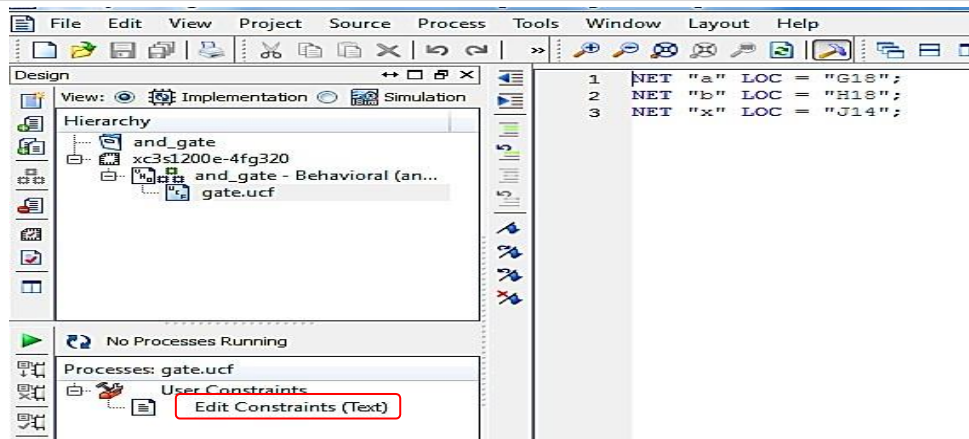 File Edit View Project Source Process Tools Window Layout Help
Design
View: Implementation Simulation
Hierarchy
and_gate
xc3s1200e-4fg320
and_gate - Behavioral (an...
gate.ucf
No Processes Running
Processes: gate.ucf
User Constraints
Edit Constraints (Text)
1 NET "a" LOC = "G18";
2 NET "b" LOC = "H18";
3 NET "x" LOC = "J14";